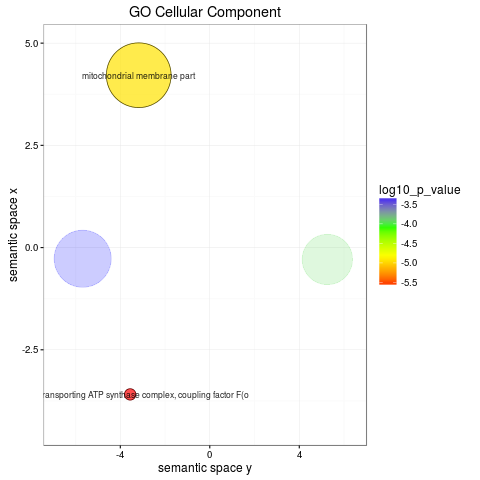 GO Cellular Component
5.0
mitochondrial membrane part
2.5
semantic space x
log10_p_value
-3.5
-4.0
-4.5
-5.0
-5.5
0.0
-2.5
ransporting ATP synthase complex, coupling factor F(o
-4
0
4
semantic space y